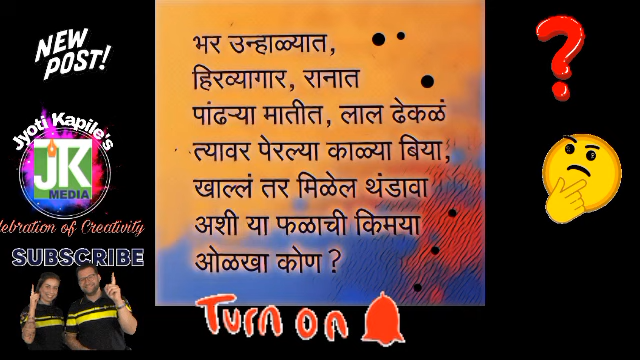 NEW
POST!
भर उन्हाळ्यात,
हिरव्यागार, रानात
पांढऱ्या मातीत, लाल ढेकळं
त्यावर पेरल्या काळ्या बिया,
खाल्लं तर मिळेल थंडावा
अशी या फळाची किमया
ओळखा कोण ?
Jyoti Kapile's
JK
MEDIA
lebration of Creativity
SUBSCRIBE
Turn on